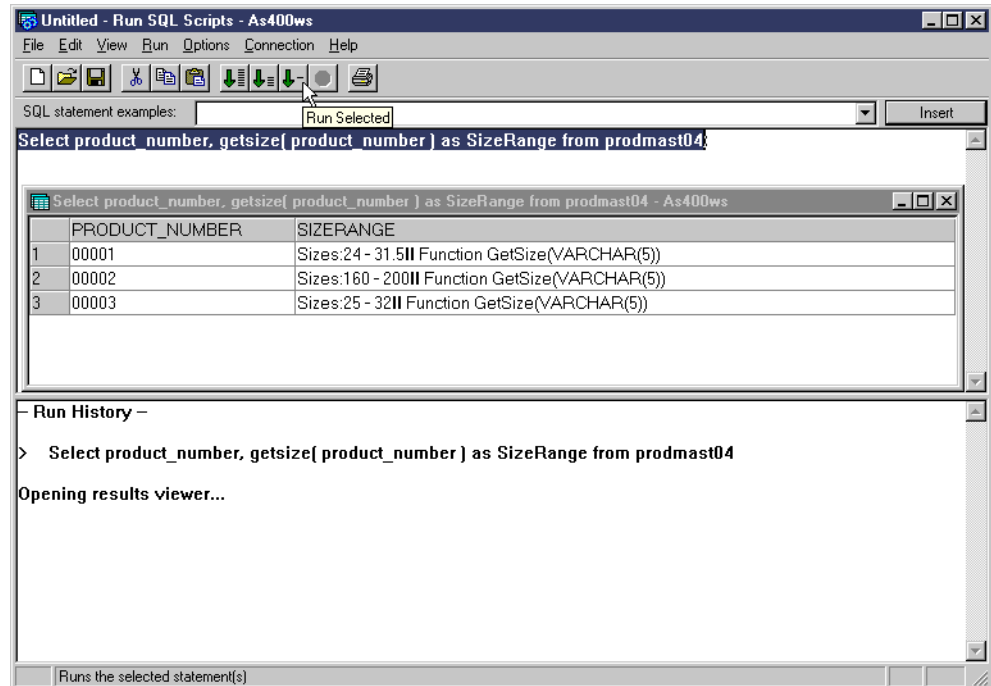 Untitled - Run SQL Scripts - As400ws
File Edit View Run Options Connection Help
SQL statement examples: Insert
Run Selected
Select product_number, getsize( product_number ) as SizeRange from prodmast04;
Select product_number, getsize( product_number ) as SizeRange from prodmast04 - As400ws
PRODUCT_NUMBER SIZERANGE
1 00001 Sizes:24 - 31.5II Function GetSize(VARCHAR(5))
2 00002 Sizes:160 - 200II Function GetSize(VARCHAR(5))
3 00003 Sizes:25 - 32II Function GetSize(VARCHAR(5))
– Run History –
> Select product_number, getsize( product_number ) as SizeRange from prodmast04
Opening results viewer...
Runs the selected statement(s)